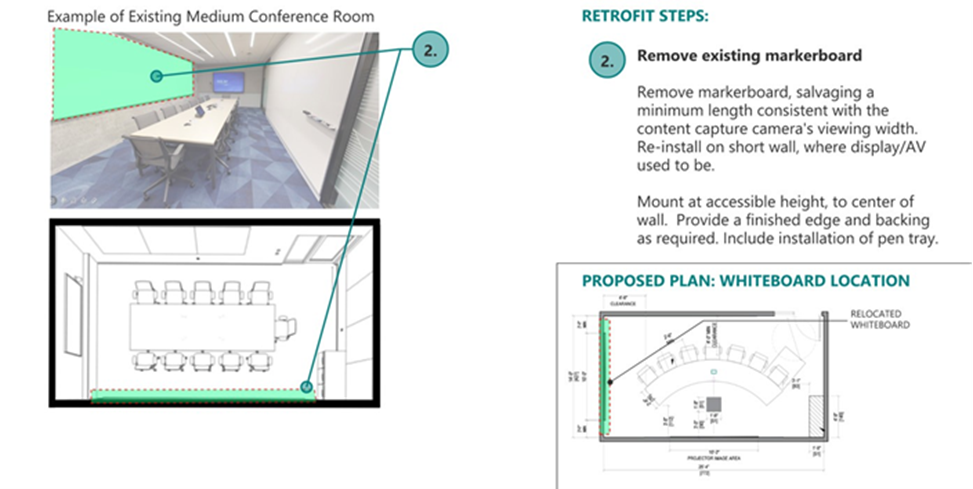 Example of Existing Medium Conference Room
2.
RETROFIT STEPS:
2.
Remove existing markerboard
Remove markerboard, salvaging a
minimum length consistent with the
content capture camera's viewing width.
Re-install on short wall, where display/AV
used to be.
Mount at accessible height, to center of
wall. Provide a finished edge and backing
as required. Include installation of pen tray.
PROPOSED PLAN: WHITEBOARD LOCATION
CLEARANCE
RELOCATED
WHITEBOARD
PROJECTOR IMAGE AREA